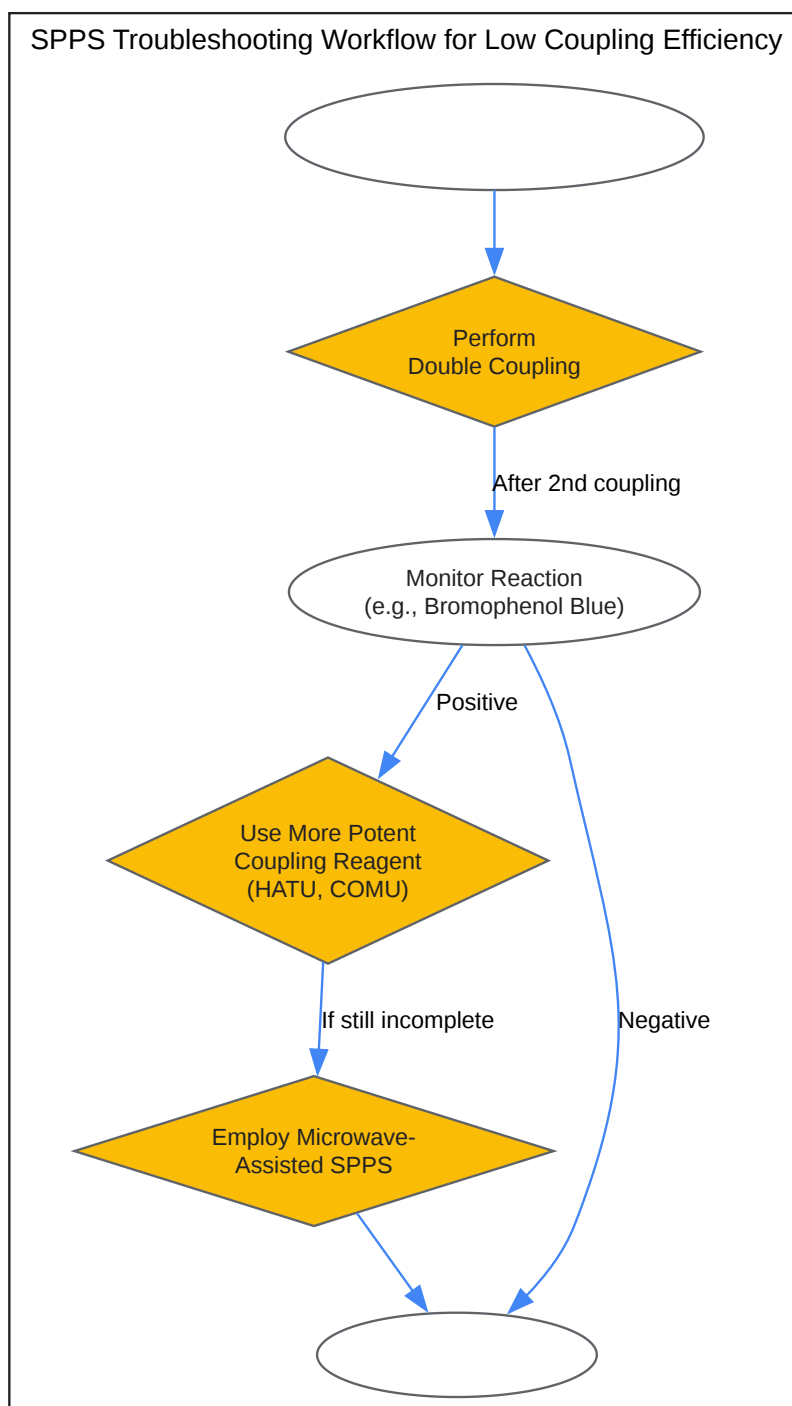 SPPS Troubleshooting Workflow for Low Coupling Efficiency
Perform
Double Coupling
After 2nd coupling
Monitor Reaction
(e.g., Bromophenol Blue)
Positive
Use More Potent
Coupling Reagent
(HATU, COMU)
If still incomplete
Negative
Employ Microwave-
Assisted SPPS